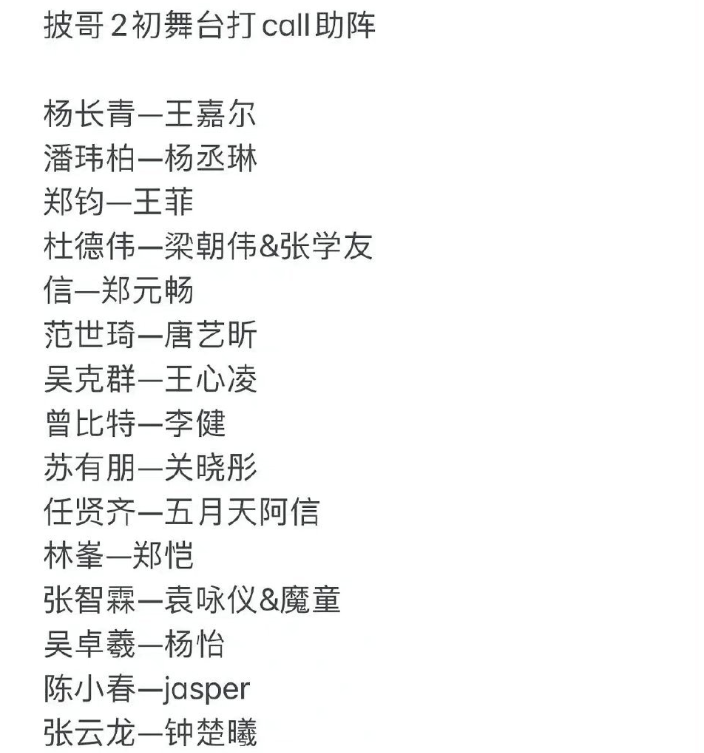 披哥2初舞台打call助阵
杨长青—王嘉尔
潘玮柏—杨丞琳
郑钧—王菲
杜德伟—梁朝伟&张学友
信—郑元畅
范世琦—唐艺昕
吴克群—王心凌
曾比特—李健
苏有朋—关晓彤
任贤齐—五月天阿信
林峯—郑恺
张智霖—袁咏仪&魔童
吴卓羲—杨怡
陈小春—jasper
张云龙—钟楚曦